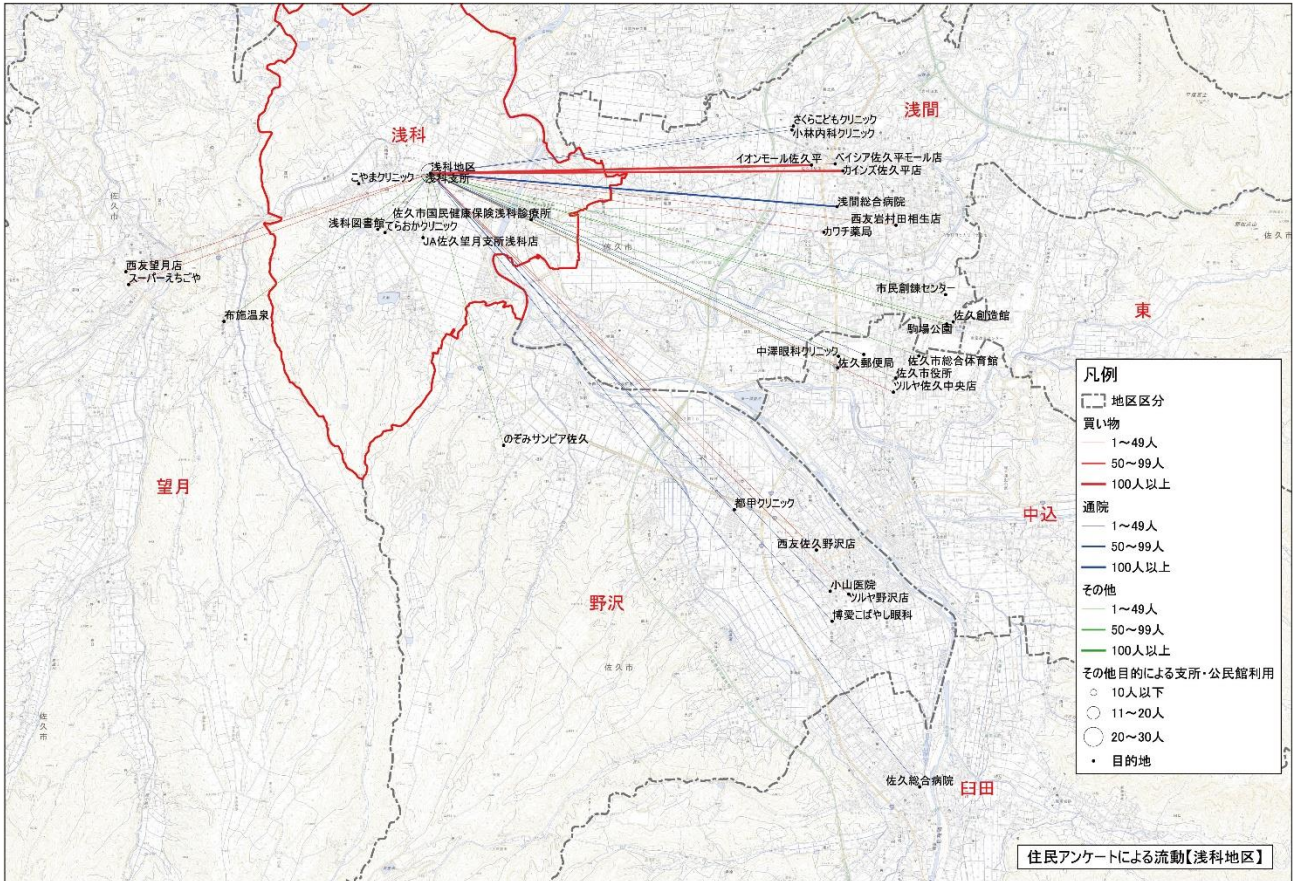 浅間
さくらこどもクリニック
小林内科クリニック
浅科
イオンモール佐久平
ベイシア佐久平モール店
カインズ佐久平店
浅科地区
浅科支所
こやまクリニック
佐久市国民健康保険浅科診療所
浅科図書館
てらおかクリニック
JA佐久望月支所浅科店
浅間総合病院
西友岩村田相生店
カワチ薬局
佐久市
佐久市
佐久市
西友望月店
スーパーえちごや
布施温泉
市民創錬センター
佐久創造館
駒場公園
東
中澤眼科クリニック
佐久郵便局
佐久市総合体育館
佐久市役所
ツルヤ佐久中央店
のぞみサンピア佐久
望月
都甲クリニック
中込
西友佐久野沢店
小山医院
ツルヤ野沢店
博愛こばやし眼科
野沢
佐久市
佐久市
佐久総合病院
臼田
凡例
地区区分
買い物
1～49人
50～99人
100人以上
通院
1～49人
50～99人
100人以上
その他
1～49人
50～99人
100人以上
その他目的による支所・公民館利用
10人以下
11～20人
20～30人
目的地
住民アンケートによる流動【浅科地区】